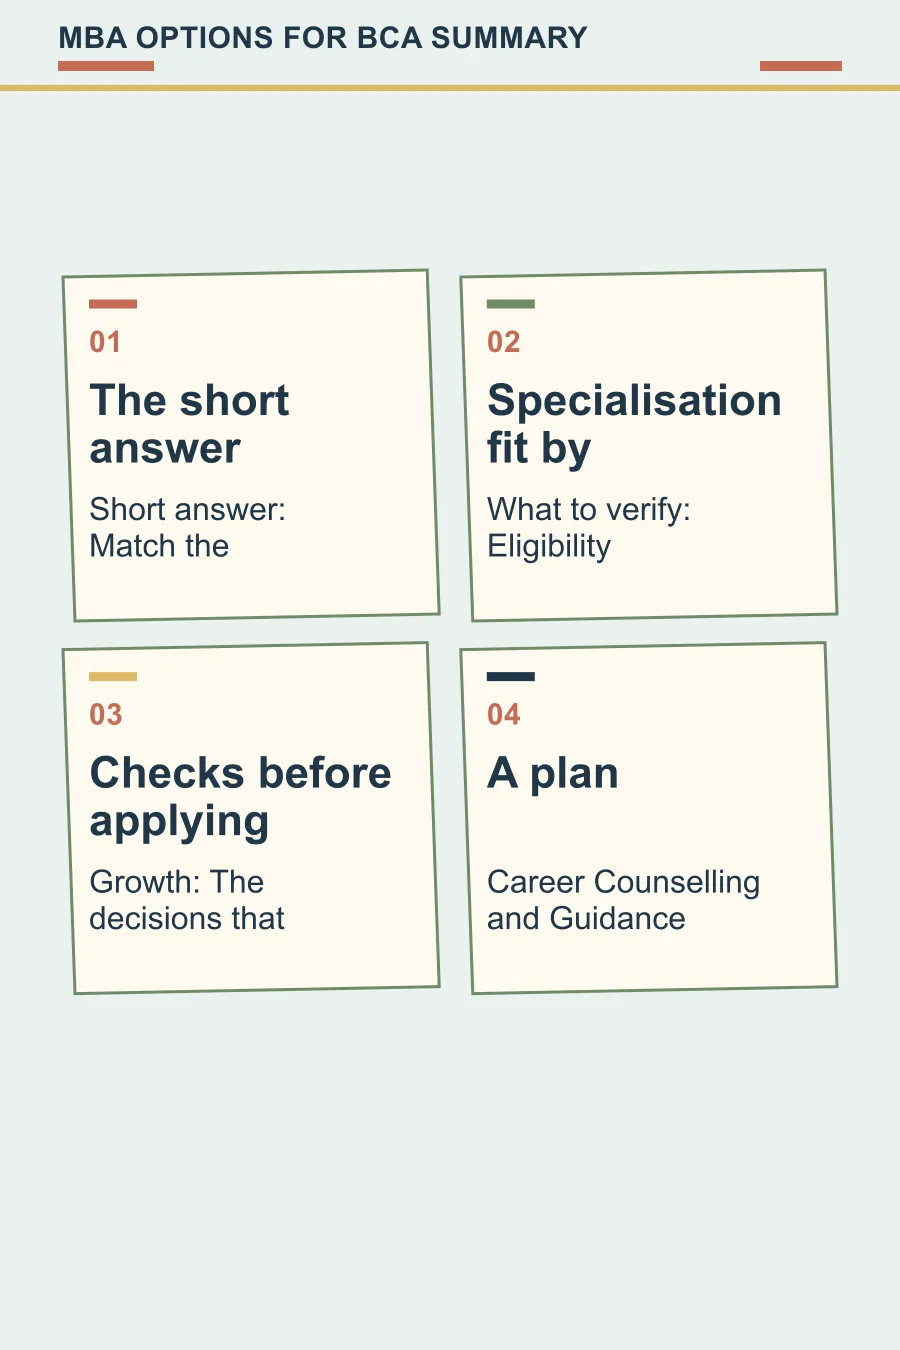 MBA OPTIONS FOR BCA SUMMARY
01
The short
answer
Short answer:
Match the
02
Specialisation
fit by
What to verify:
Eligibility
03
Checks before
applying
Growth: The
decisions that
04
A plan
Career Counselling
and Guidance